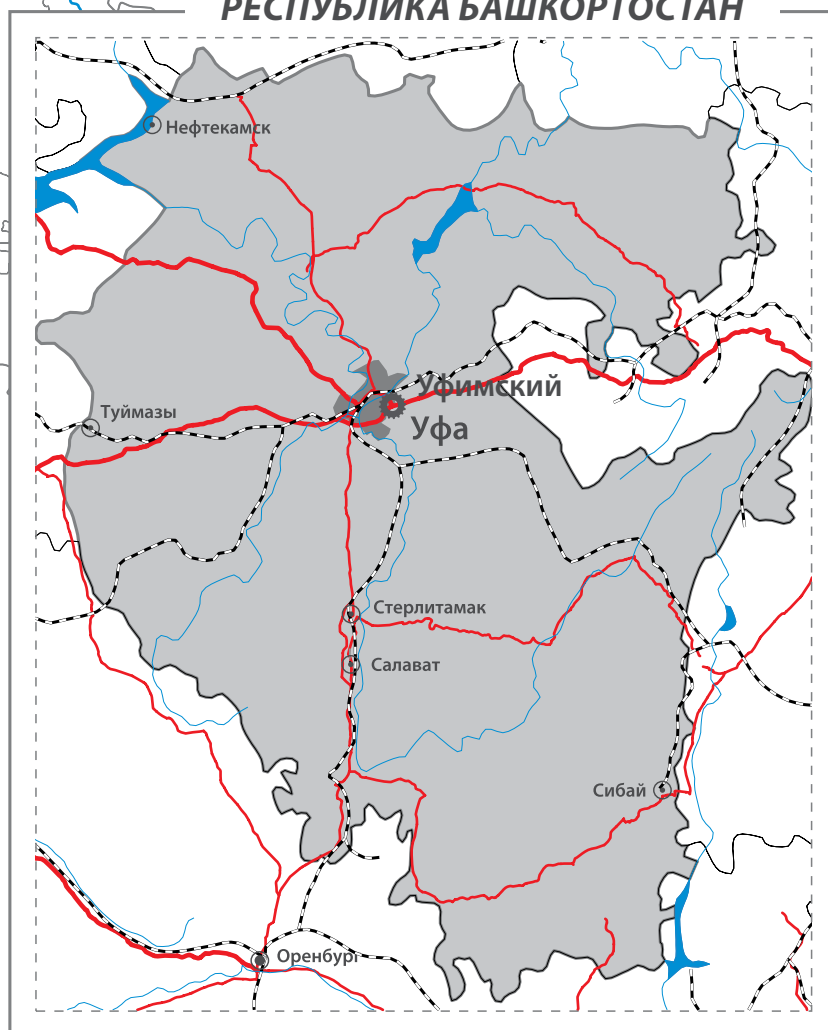 РЕСПУБЛИКА БАШКОРТОСТАН
Нефтекамск
Уфимский
Туймазы
Уфа
Стерлитамак
Салават
Сибай
Оренбург